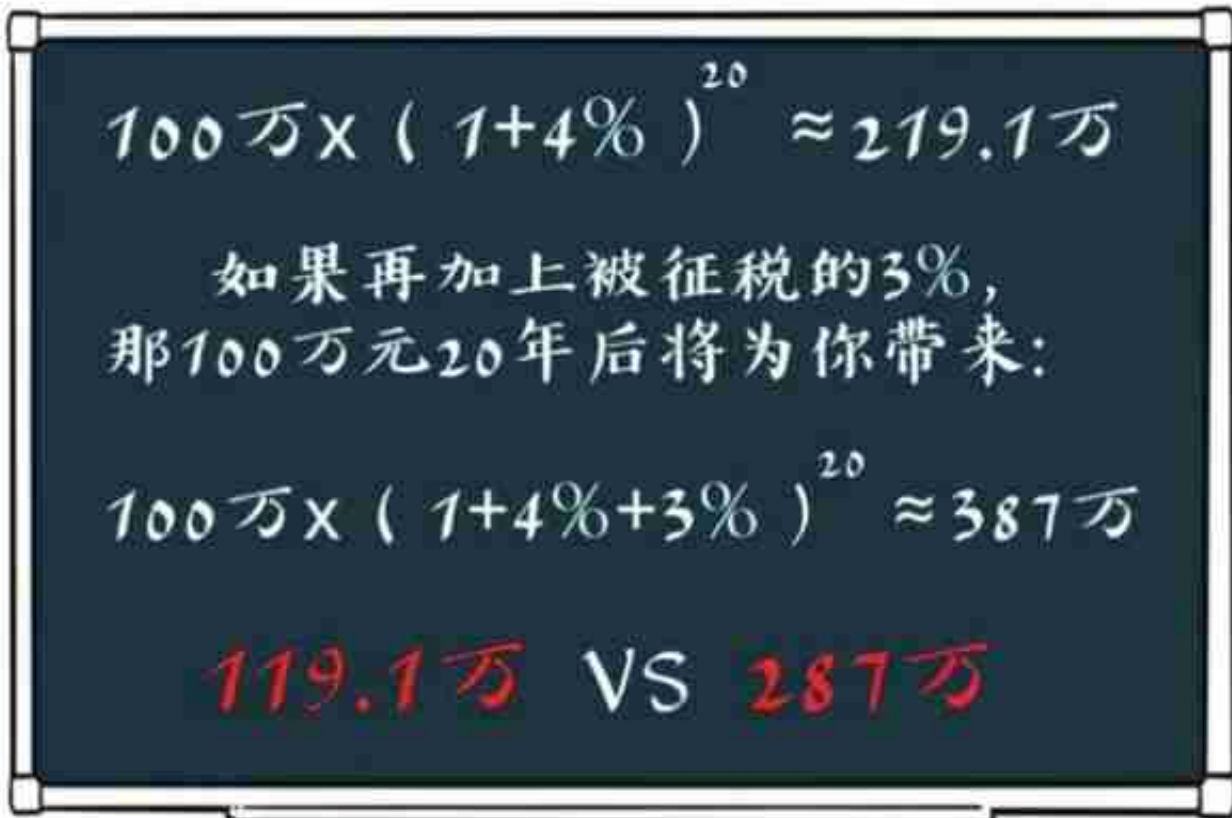 100万x（1+4%）²⁰ ≈219.1万
如果再加上被征税的3%，
那100万元20年后将为你带来：
100万x（1+4%+3%）²⁰ ≈387万
119.1万 VS 287万